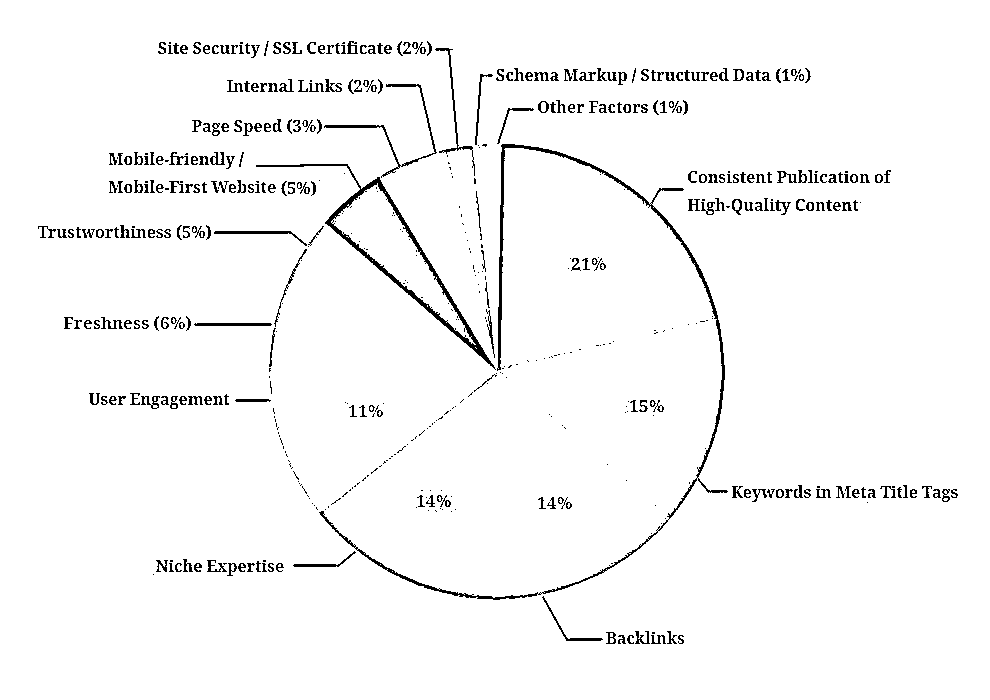 Site Security / SSL Certificate (2%)
Schema Markup / Structured Data (1%)
Internal Links (2%)
Other Factors (1%)
Page Speed (3%)
Mobile-friendly /
Mobile-First Website (5%)
Consistent Publication of
High-Quality Content
Trustworthiness (5%)
21%
Freshness (6%)
User Engagement
11%
15%
Keywords in Meta Title Tags
14%
14%
Niche Expertise
Backlinks